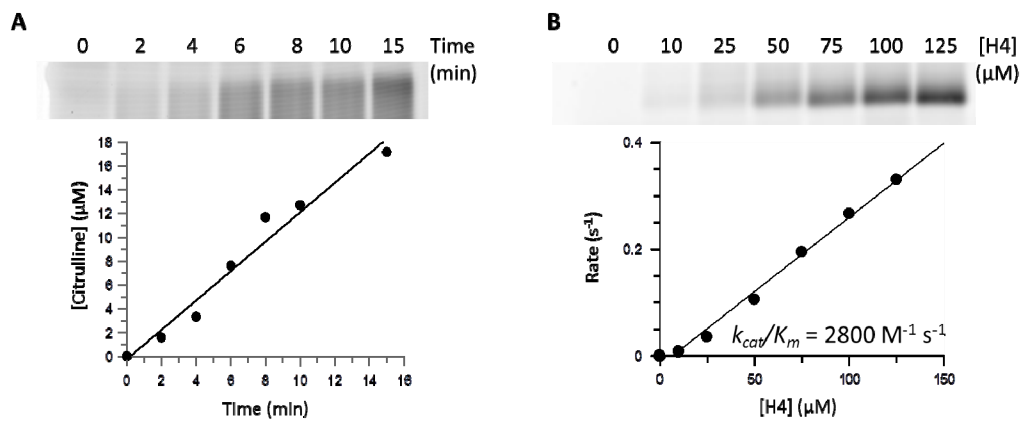 A
0 2 4 6 8 10 15 Time
(min)
18
16
14
12
10
8
6
4
2
0
[Citrulline] (µM)
0 2 4 6 8 10 12 14 16
Time (min)
B
0 10 25 50 75 100 125 [H4]
(µM)
0.4
0.2
0
Rate (s⁻¹)
kcat/Km = 2800 M⁻¹ s⁻¹
0 50 100 150
[H4] (µM)